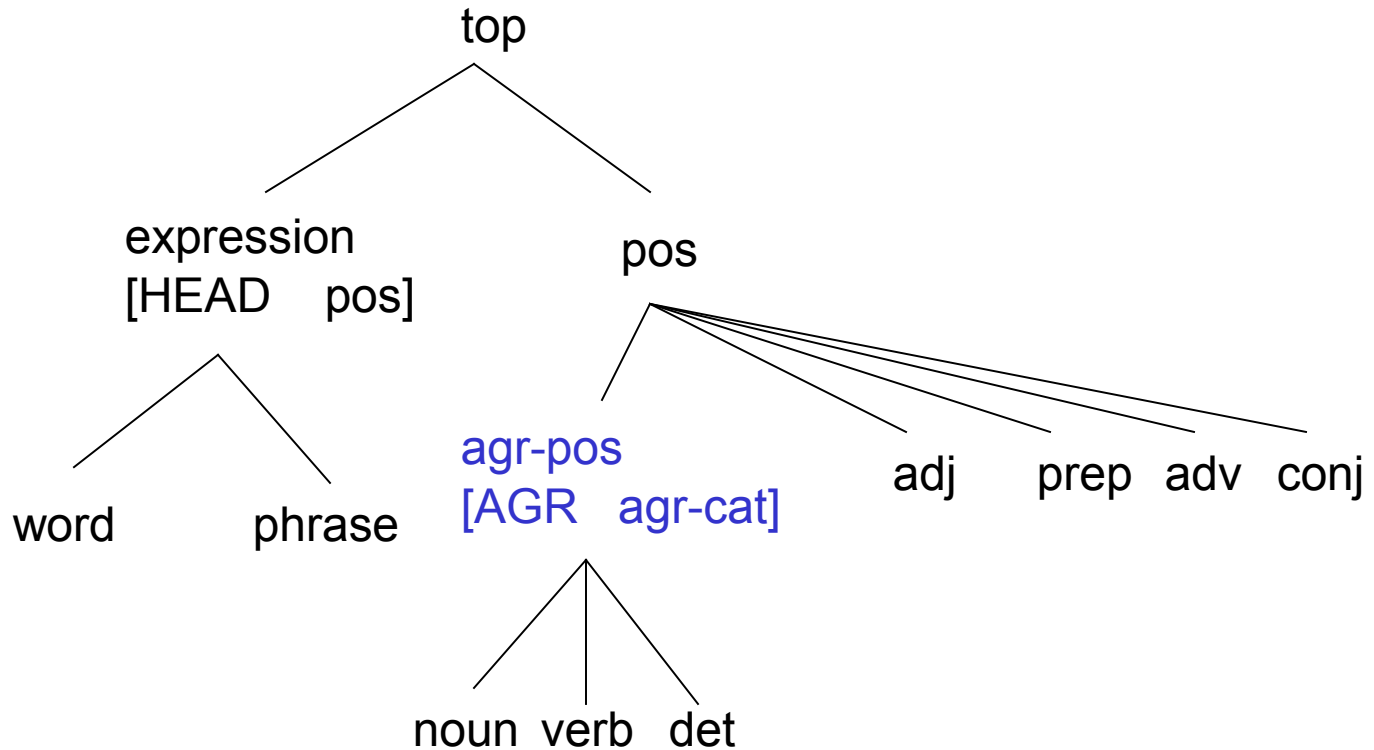 top
expression
[HEAD pos]
pos
agr-pos
[AGR agr-cat]
adj prep adv conj
word phrase
noun verb det